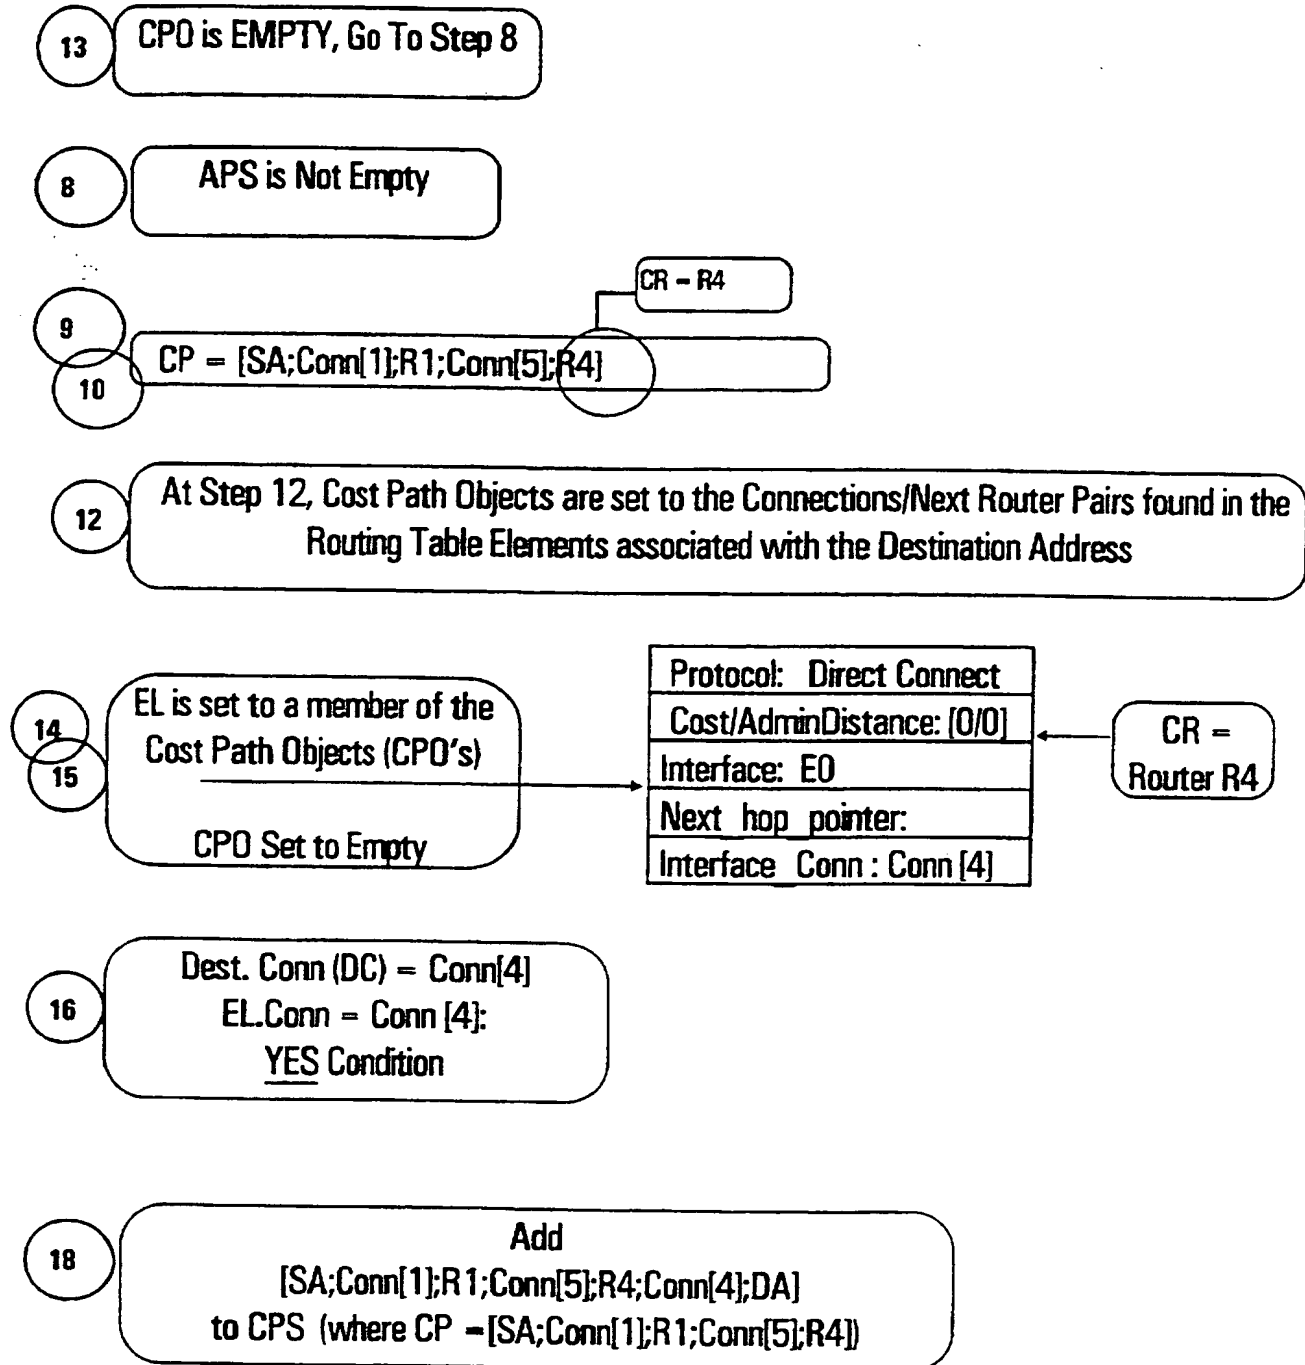 13
CPO is EMPTY, Go To Step 8
8
APS is Not Empty
CR = R4
9
CP = [SA;Conn[1];R1;Conn[5];R4]
10
12
At Step 12, Cost Path Objects are set to the Connections/Next Router Pairs found in the
Routing Table Elements associated with the Destination Address
14
15
EL is set to a member of the
Cost Path Objects (CPO's)
CPO Set to Empty
Protocol: Direct Connect
Cost/AdminDistance: [0/0]
Interface: E0
Next hop pointer:
Interface Conn : Conn [4]
CR =
Router R4
16
Dest. Conn (DC) = Conn[4]
EL.Conn = Conn [4]:
YES Condition
18
Add
[SA;Conn[1];R1;Conn[5];R4;Conn[4];DA]
to CPS (where CP =[SA;Conn[1];R1;Conn[5];R4])